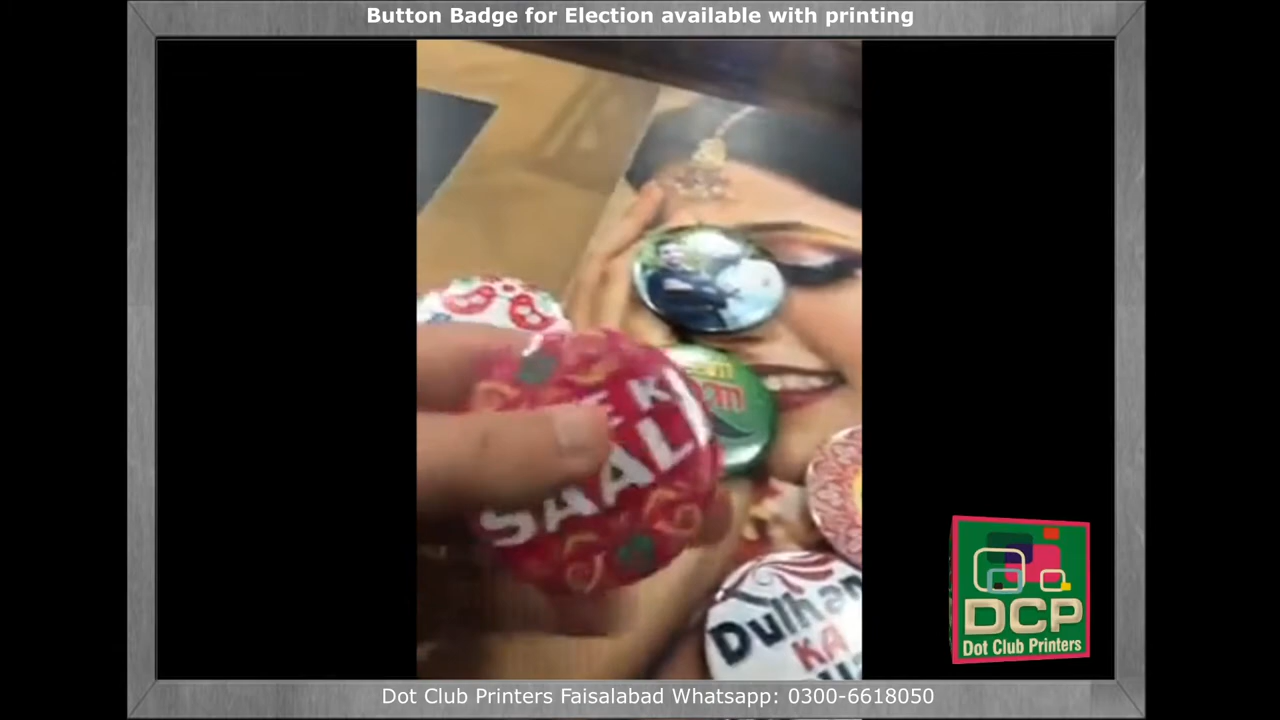 Button Badge for Election available with printing
SAALI
Dulhan
KA
DCP
Dot Club Printers
Dot Club Printers Faisalabad Whatsapp: 0300-6618050